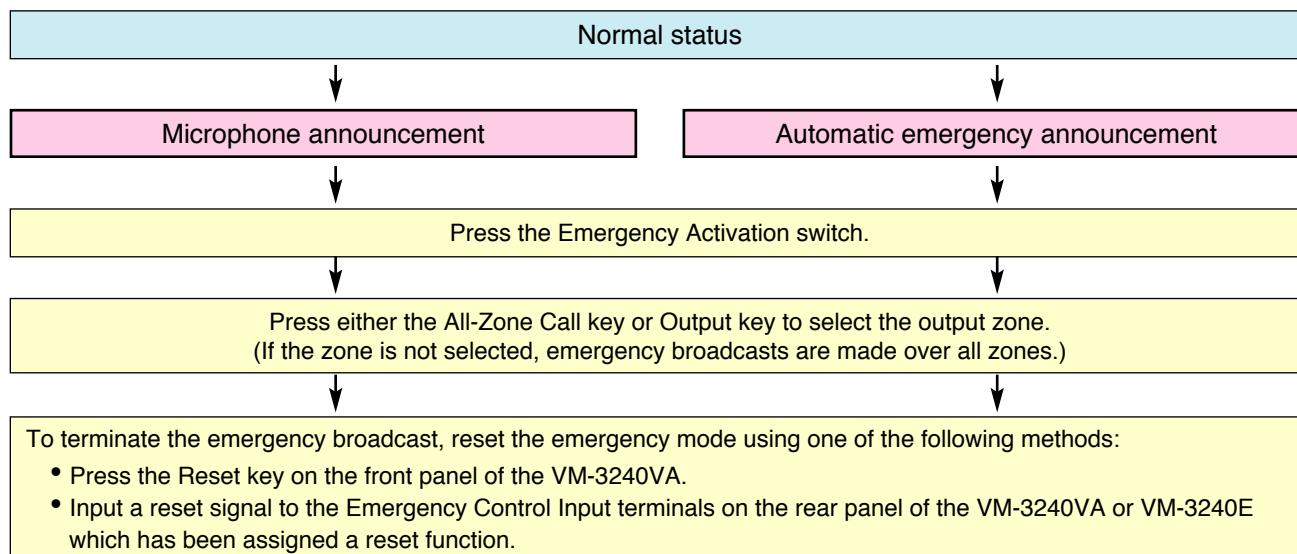 Normal status
Microphone announcement
Automatic emergency announcement
Press the Emergency Activation switch.
Press either the All-Zone Call key or Output key to select the output zone.
(If the zone is not selected, emergency broadcasts are made over all zones.)
To terminate the emergency broadcast, reset the emergency mode using one of the following methods:
• Press the Reset key on the front panel of the VM-3240VA.
• Input a reset signal to the Emergency Control Input terminals on the rear panel of the VM-3240VA or VM-3240E
which has been assigned a reset function.